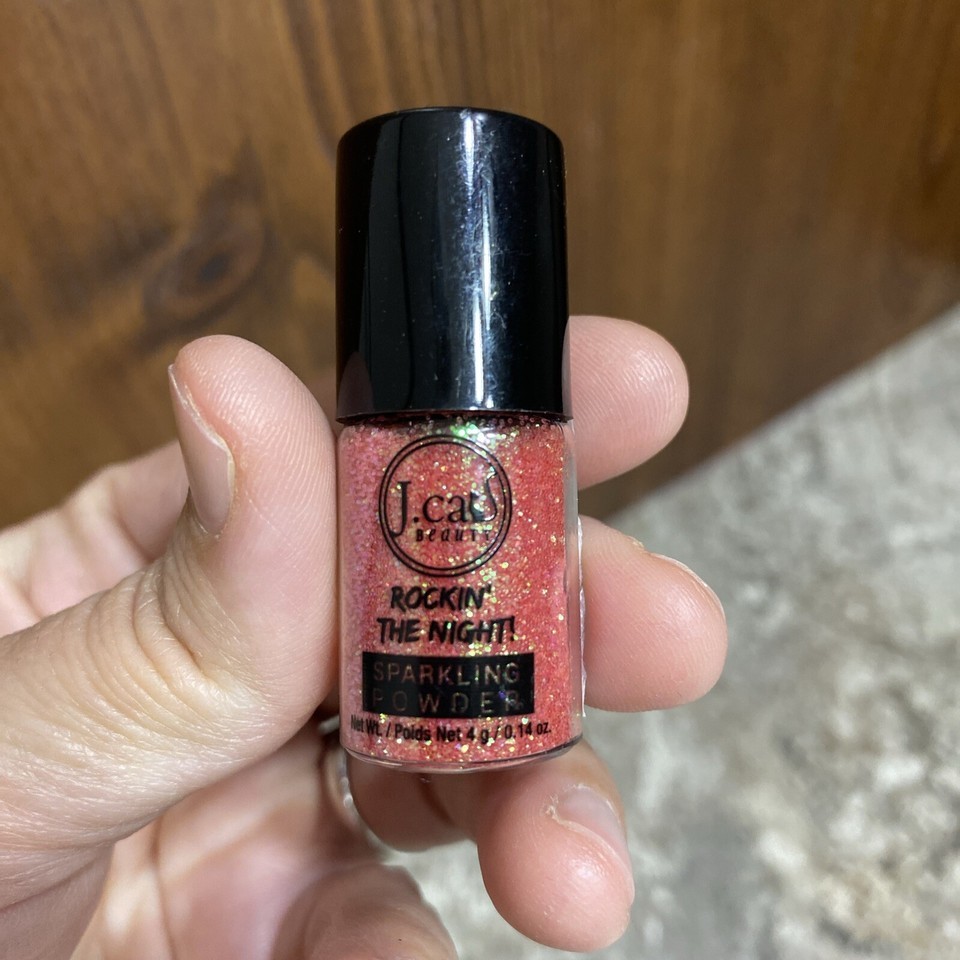 J.cat
Beauty
ROCKIN'
THE NIGHT!
SPARKLING
POWDER
Net Wt. / Poids Net 4 g / 0.14 oz.